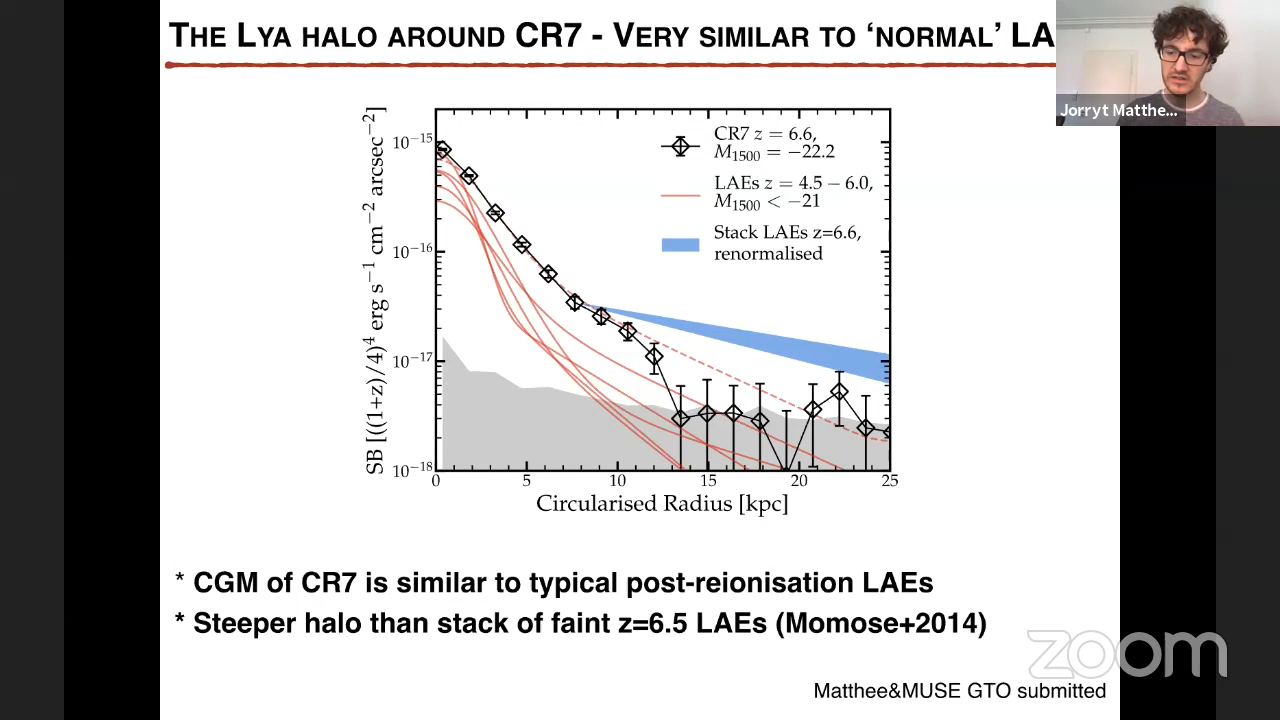 THE LYA HALO AROUND CR7 - VERY SIMILAR TO ‘NORMAL’ LA
Jorryt Matthe...
CR7 z = 6.6,
M1500 = −22.2
LAEs z = 4.5 − 6.0,
M1500 < −21
Stack LAEs z=6.6,
renormalised
SB [((1+z)/4)^4 erg s^−1 cm^−2 arcsec^−2]
10^−15
10^−16
10^−17
10^−18
0 5 10 15 20 25
Circularised Radius [kpc]
* CGM of CR7 is similar to typical post-reionisation LAEs
* Steeper halo than stack of faint z=6.5 LAEs (Momose+2014)
zoom
Matthee&MUSE GTO submitted